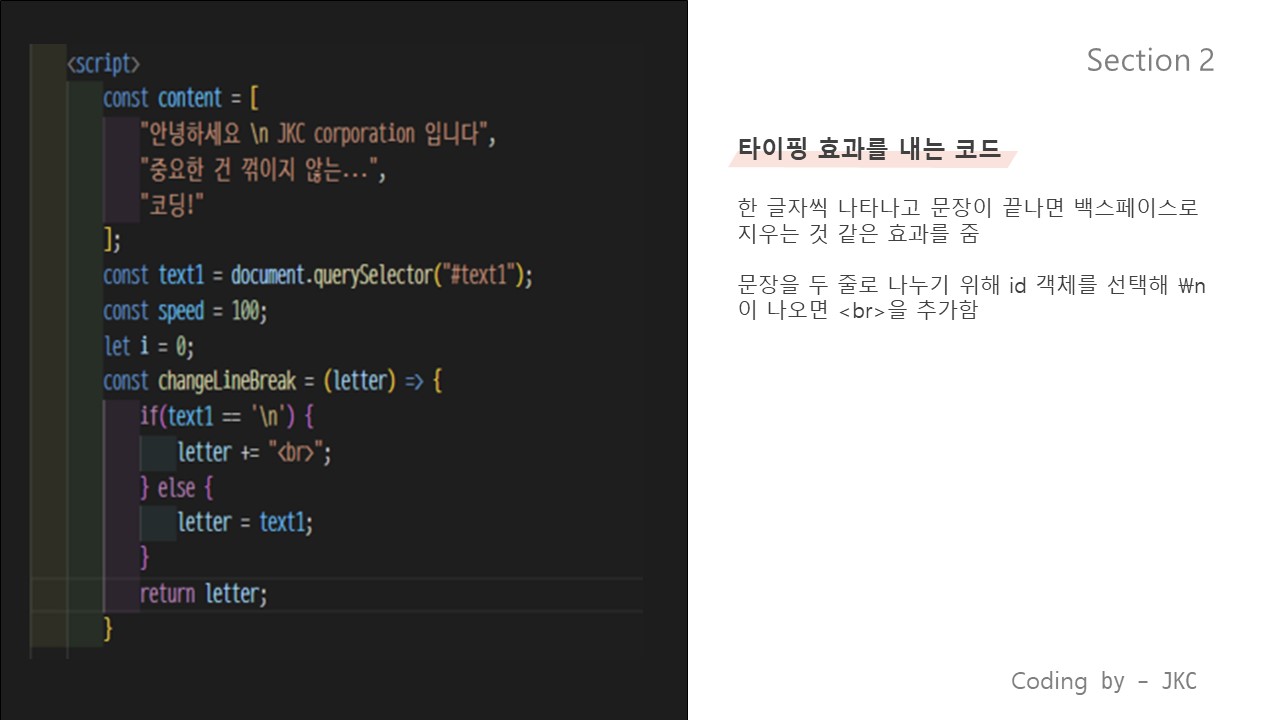 <script>
const content = [
"안녕하세요 \n JKC corporation 입니다",
"중요한 건 꺾이지 않는...",
"코딩!"
];
const text1 = document.querySelector("#text1");
const speed = 100;
let i = 0;
const changeLineBreak = (letter) => {
if(text1 == '\n') {
letter += "<br>";
} else {
letter = text1;
}
return letter;
}
Section 2
타이핑 효과를 내는 코드
한 글자씩 나타나고 문장이 끝나면 백스페이스로
지우는 것 같은 효과를 줌
문장을 두 줄로 나누기 위해 id 객체를 선택해 ₩n
이 나오면 <br>을 추가함
Coding by – JKC